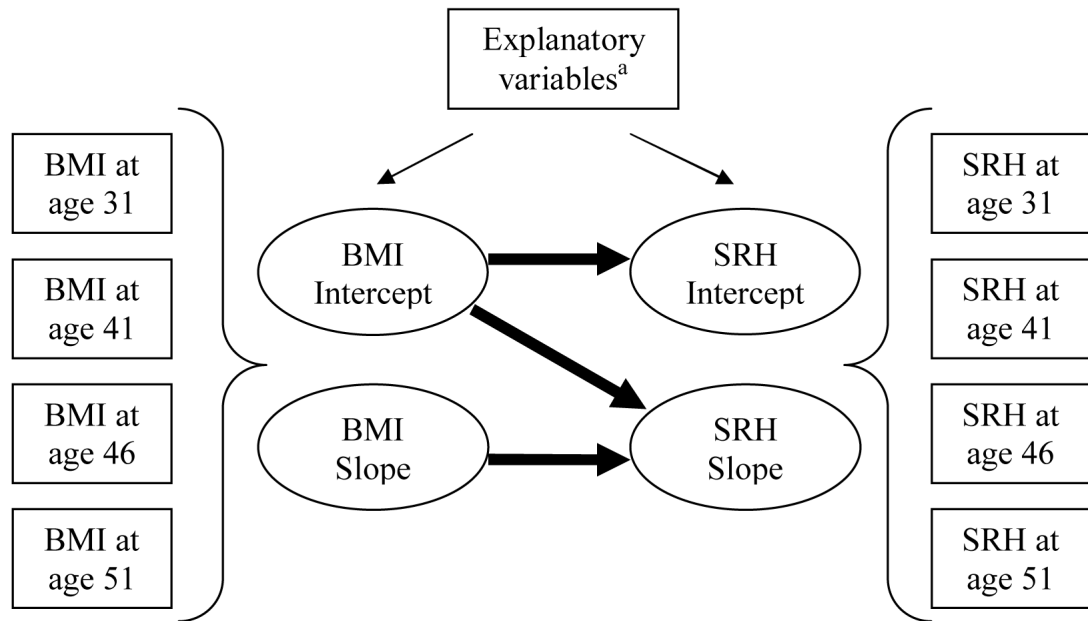 Explanatory
variablesᵃ
BMI at
age 31
BMI at
age 41
BMI at
age 46
BMI at
age 51
BMI
Intercept
SRH
Intercept
BMI
Slope
SRH
Slope
SRH at
age 31
SRH at
age 41
SRH at
age 46
SRH at
age 51